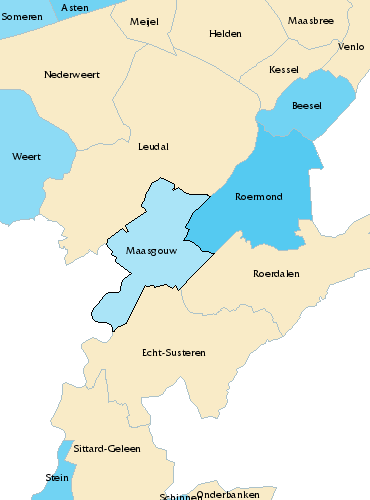 Asten
Someren
Meijel
Maasbree
Helden
Venlo
Nederweert
Kessel
Beesel
Leudal
Weert
Roermond
Maasgouw
Roerdalen
Echt-Susteren
Sittard-Geleen
Stein
Schinnen
Onderbanken